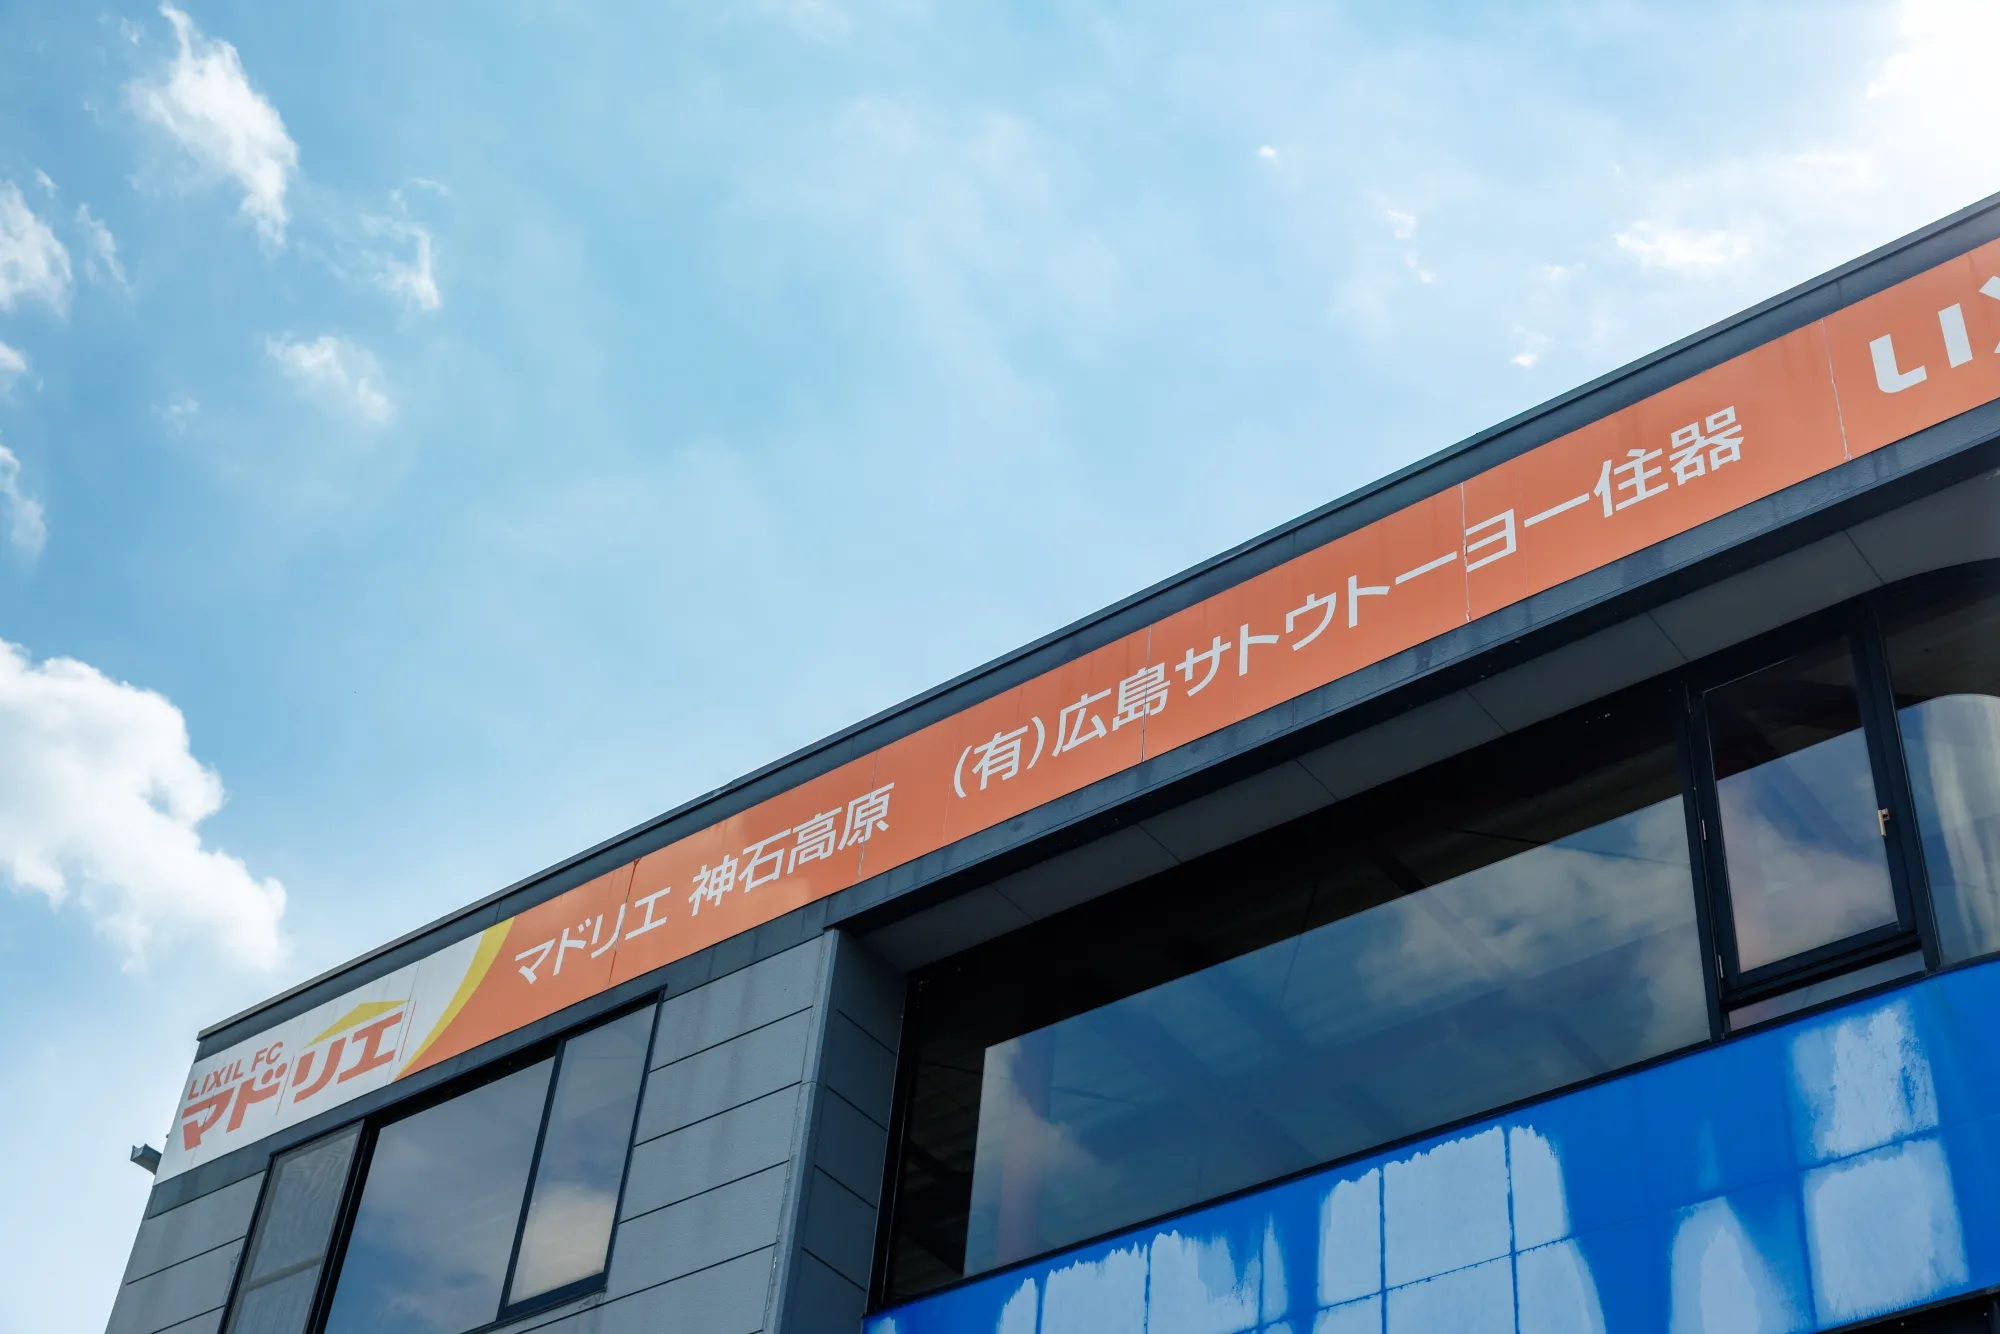 LIXIL FC
マドリエ
マドリエ 神石高原 (有)広島サトウトーヨー住器
LI